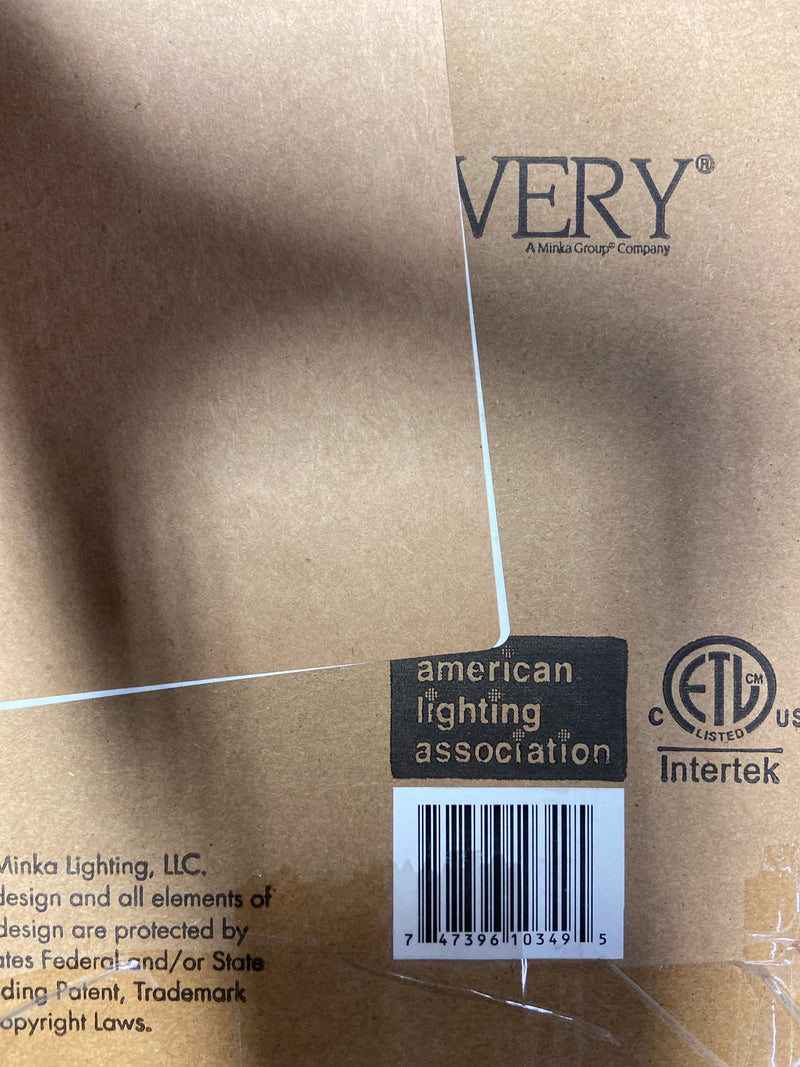 VERY®
A Minka Group® Company
american
lighting
association
ETL CM
LISTED
C US
Intertek
Minka Lighting, LLC.
design and all elements of
design are protected by
ates Federal and/or State
ding Patent, Trademark
opyright Laws.
7 47396 10349 5